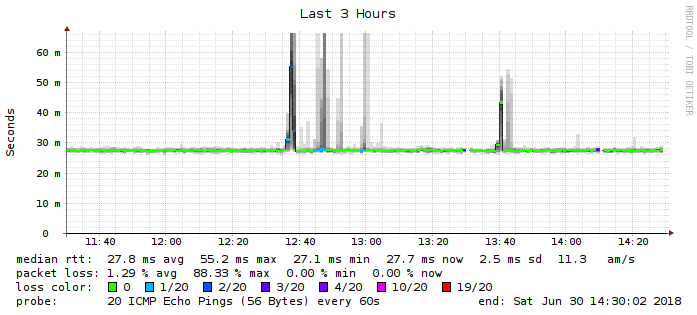 Last 3 Hours
RRDTOOL / TOBI OETIKER
Seconds
60 m
50 m
40 m
30 m
20 m
10 m
0
11:40 12:00 12:20 12:40 13:00 13:20 13:40 14:00 14:20
median rtt: 27.8 ms avg 55.2 ms max 27.1 ms min 27.7 ms now 2.5 ms sd 11.3 am/s
packet loss: 1.29 % avg 88.33 % max 0.00 % min 0.00 % now
loss color: 0 1/20 2/20 3/20 4/20 10/20 19/20
probe: 20 ICMP Echo Pings (56 Bytes) every 60s end: Sat Jun 30 14:30:02 2018